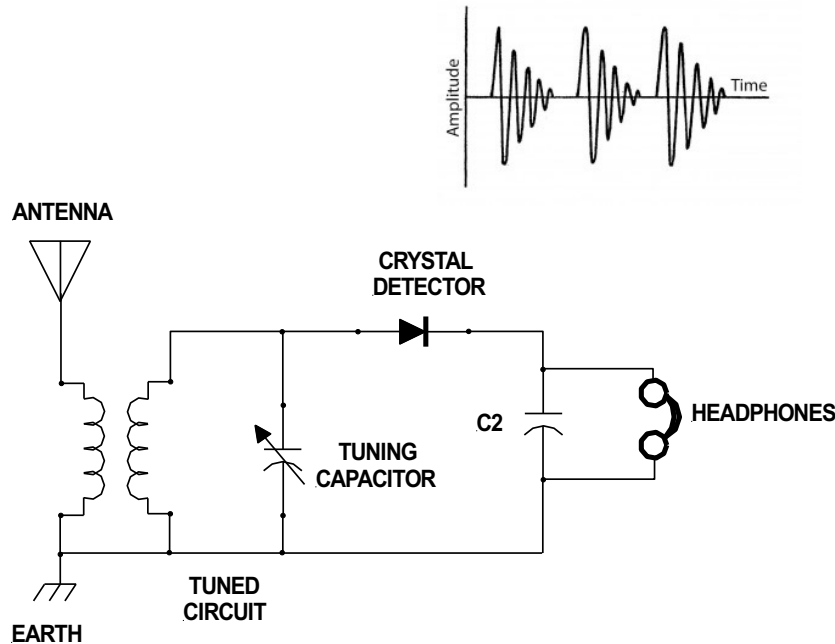 Amplitude
Time
ANTENNA
CRYSTAL
DETECTOR
C2
HEADPHONES
TUNING
CAPACITOR
TUNED
CIRCUIT
EARTH